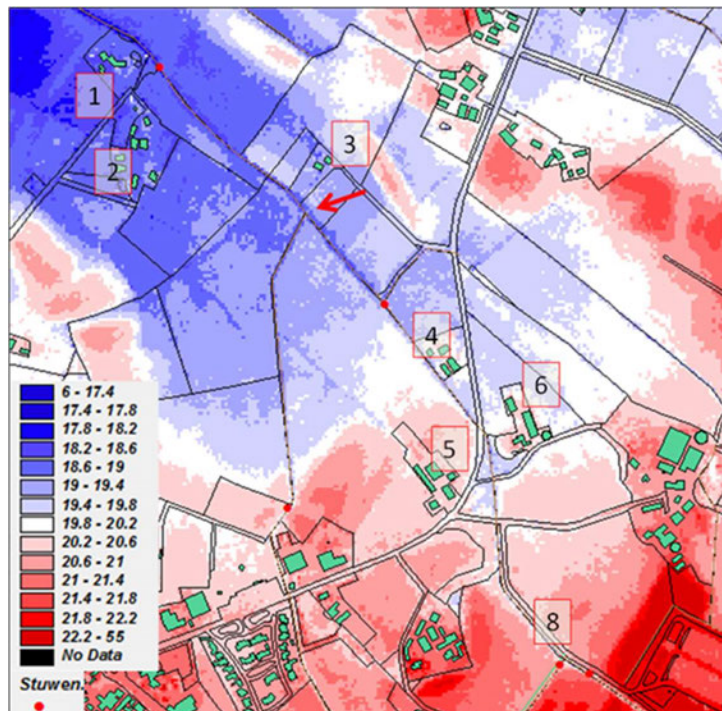 1
2
3
4
5
6
8
6 - 17.4
17.4 - 17.8
17.8 - 18.2
18.2 - 18.6
18.6 - 19
19 - 19.4
19.4 - 19.8
19.8 - 20.2
20.2 - 20.6
20.6 - 21
21 - 21.4
21.4 - 21.8
21.8 - 22.2
22.2 - 55
No Data
Stuwen.